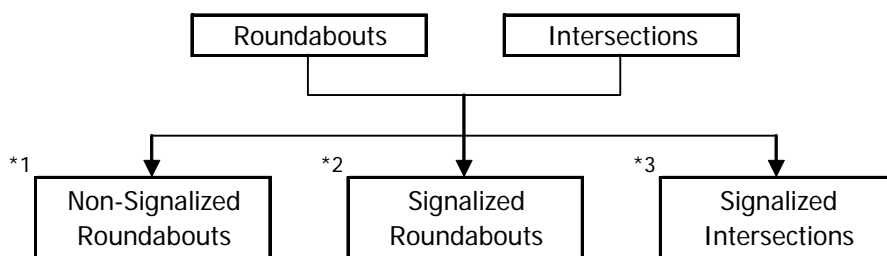 Roundabouts
Intersections
*1
*2
*3
Non-Signalized
Roundabouts
Signalized
Roundabouts
Signalized
Intersections